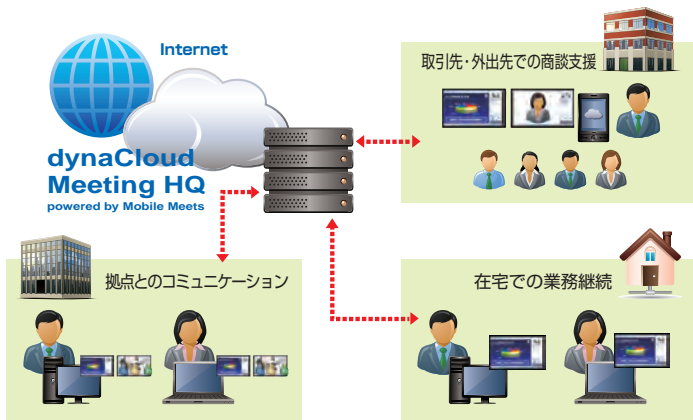 Internet
dynaCloud
Meeting HQ
powered by Mobile Meets
取引先・外出先での商談支援
拠点とのコミュニケーション
在宅での業務継続